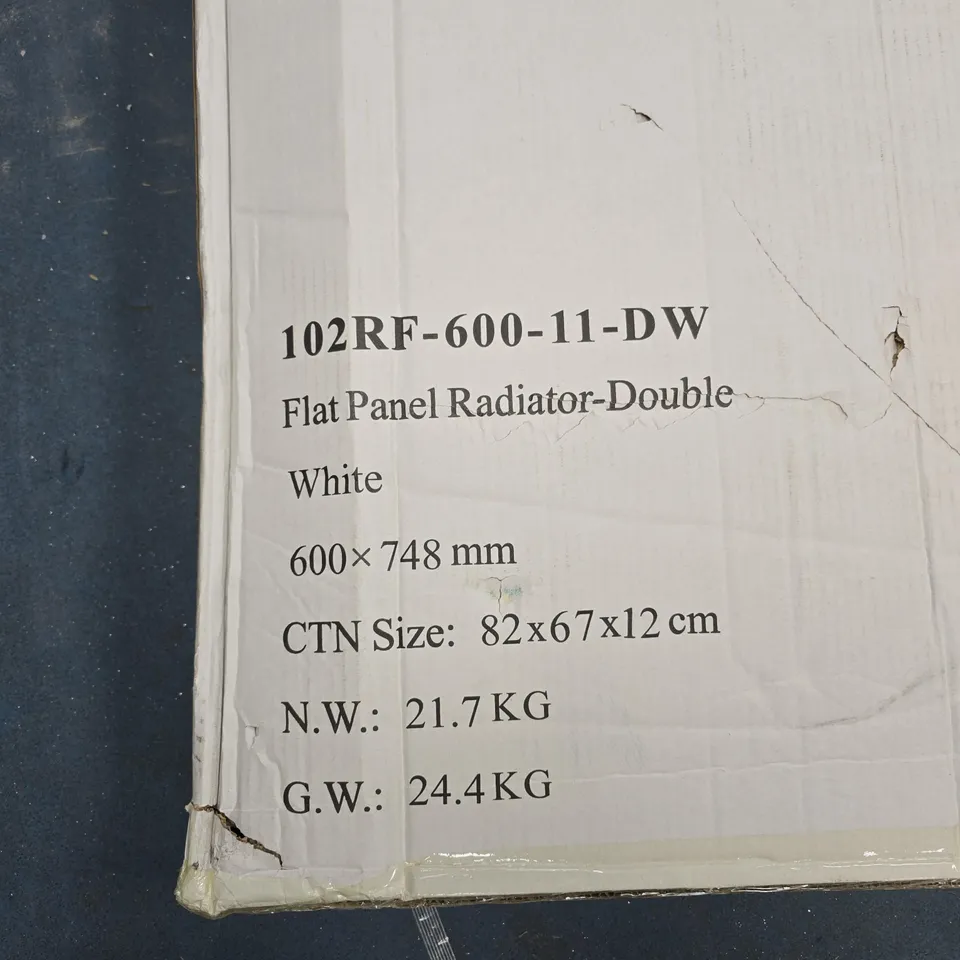 102RF-600-11-DW
Flat Panel Radiator-Double
White
600×748 mm
CTN Size: 82x67x12 cm
N.W.: 21.7 KG
G.W.: 24.4 KG